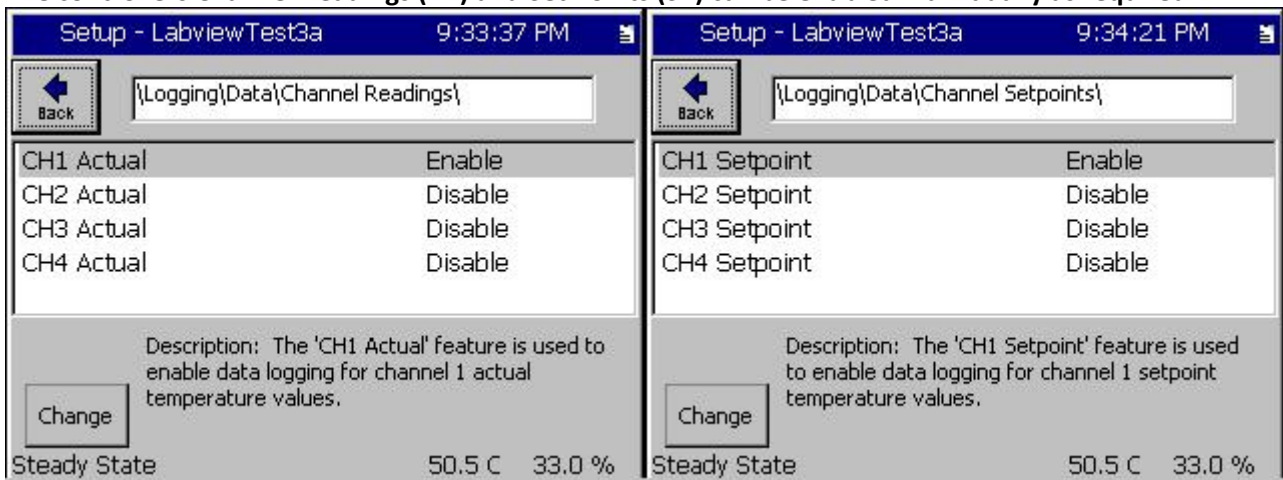 Setup - LabviewTest3a 9:33:37 PM
Back
\Logging\Data\Channel Readings\
CH1 Actual Enable
CH2 Actual Disable
CH3 Actual Disable
CH4 Actual Disable
Description: The 'CH1 Actual' feature is used to
enable data logging for channel 1 actual
temperature values.
Change
Steady State 50.5 C 33.0 %
Setup - LabviewTest3a 9:34:21 PM
Back
\Logging\Data\Channel Setpoints\
CH1 Setpoint Enable
CH2 Setpoint Disable
CH3 Setpoint Disable
CH4 Setpoint Disable
Description: The 'CH1 Setpoint' feature is used
to enable data logging for channel 1 setpoint
temperature values.
Change
Steady State 50.5 C 33.0 %